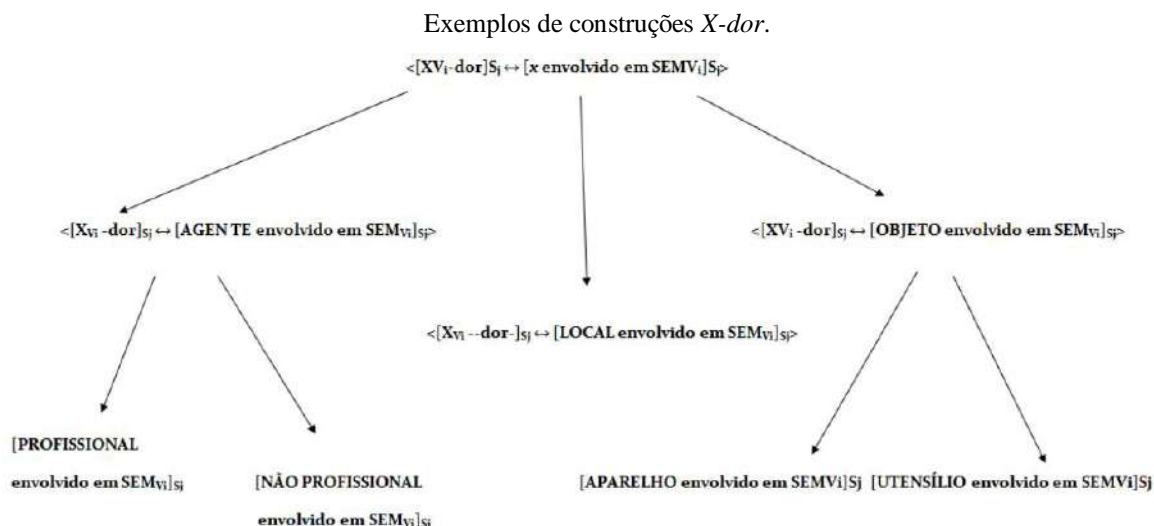 Exemplos de construções X-dor.
<[XVi-dor]Sj ↔ [x envolvido em SEMVi]Sj>
<[XVi -dor]Sj ↔ [AGEN TE envolvido em SEMVi]Sj>
<[XVi -dor]Sj ↔ [OBJETO envolvido em SEMVi]Sj>
<[XVi --dor-]Sj ↔ [LOCAL envolvido em SEMVi]Sj>
[PROFISSIONAL
envolvido em SEMVi]Sj
[NÃO PROFISSIONAL
envolvido em SEMVi]Sj
[APARELHO envolvido em SEMVi]Sj
[UTENSÍLIO envolvido em SEMVi]Sj